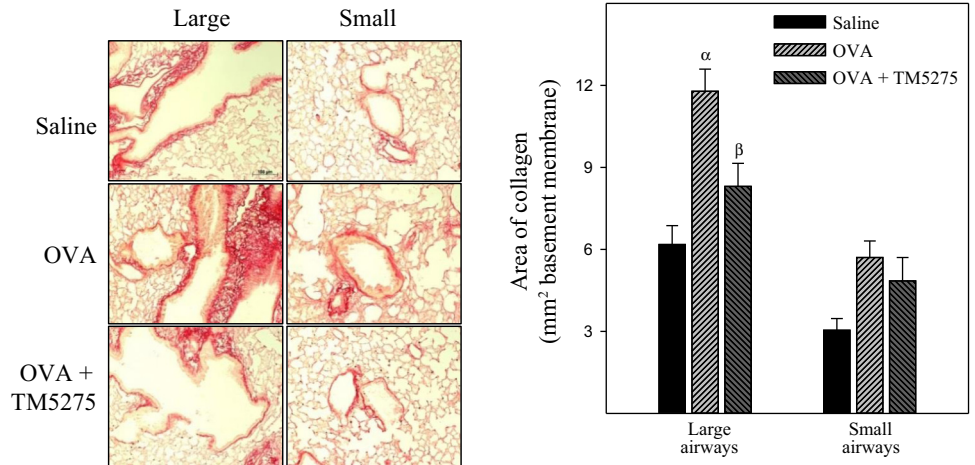 Large Small
Saline
OVA
OVA +
TM5275
Area of collagen
(mm² basement membrane)
12
9
6
3
Saline
OVA
OVA + TM5275
α
β
Large
airways
Small
airways